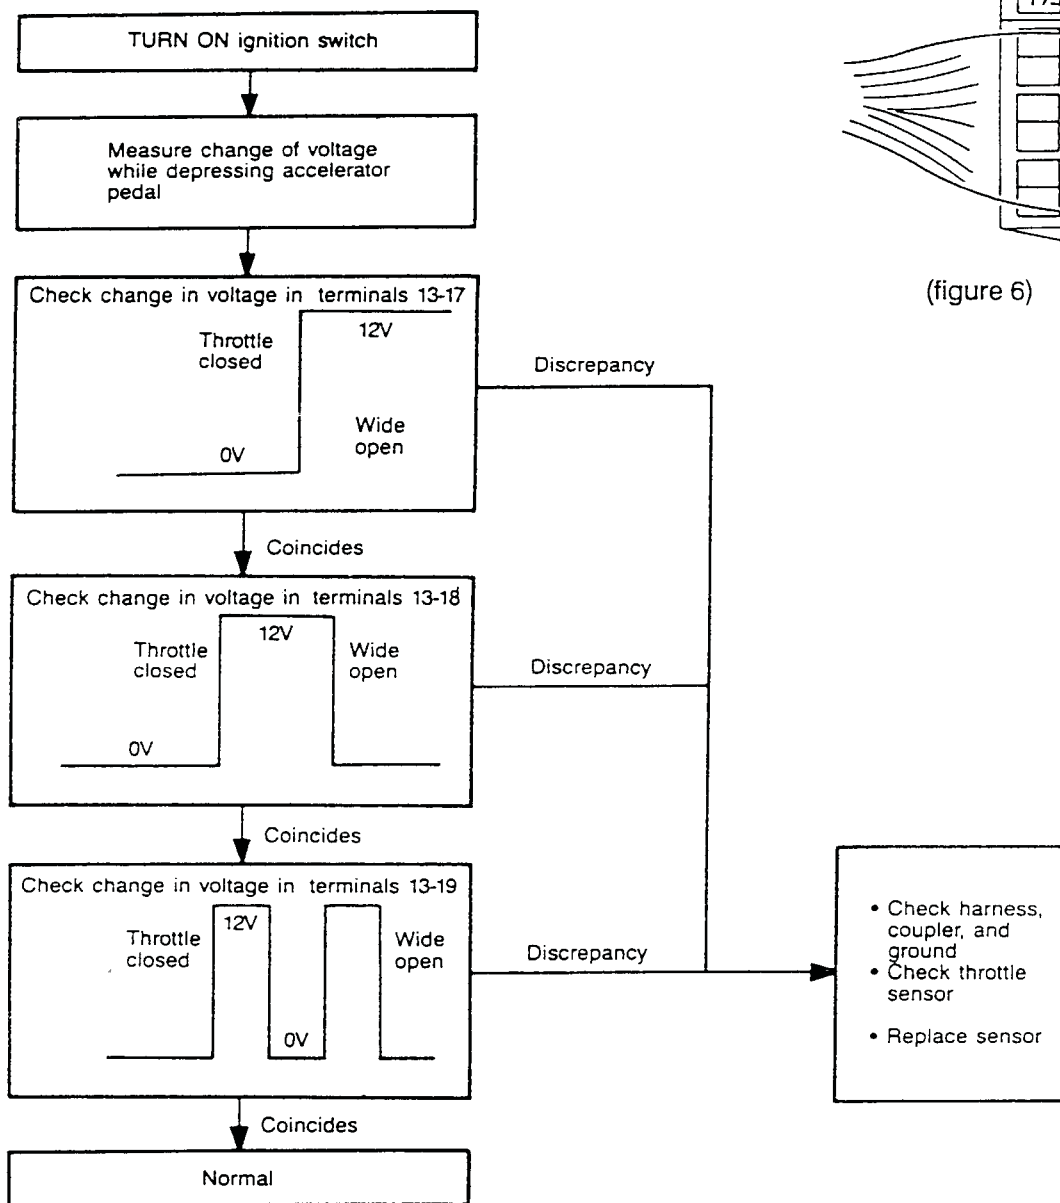 TURN ON ignition switch
Measure change of voltage
while depressing accelerator
pedal
(figure 6)
Check change in voltage in terminals 13-17
Throttle
closed
12V
Wide
open
0V
Discrepancy
Coincides
Check change in voltage in terminals 13-18
Throttle
closed
12V
Wide
open
0V
Discrepancy
Coincides
Check change in voltage in terminals 13-19
Throttle
closed
12V
Wide
open
0V
Discrepancy
• Check harness,
coupler, and
ground
• Check throttle
sensor
• Replace sensor
Coincides
Normal